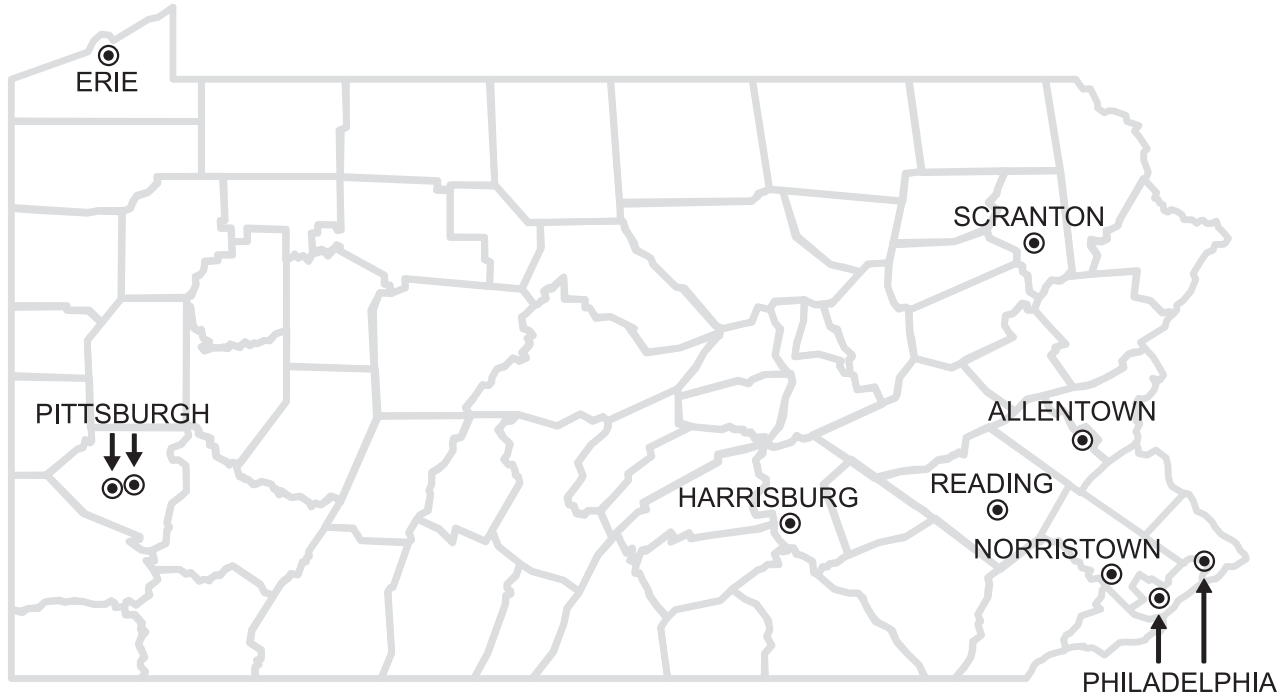 ERIE
SCRANTON
PITTSBURGH
ALLENTOWN
READING
HARRISBURG
NORRISTOWN
PHILADELPHIA